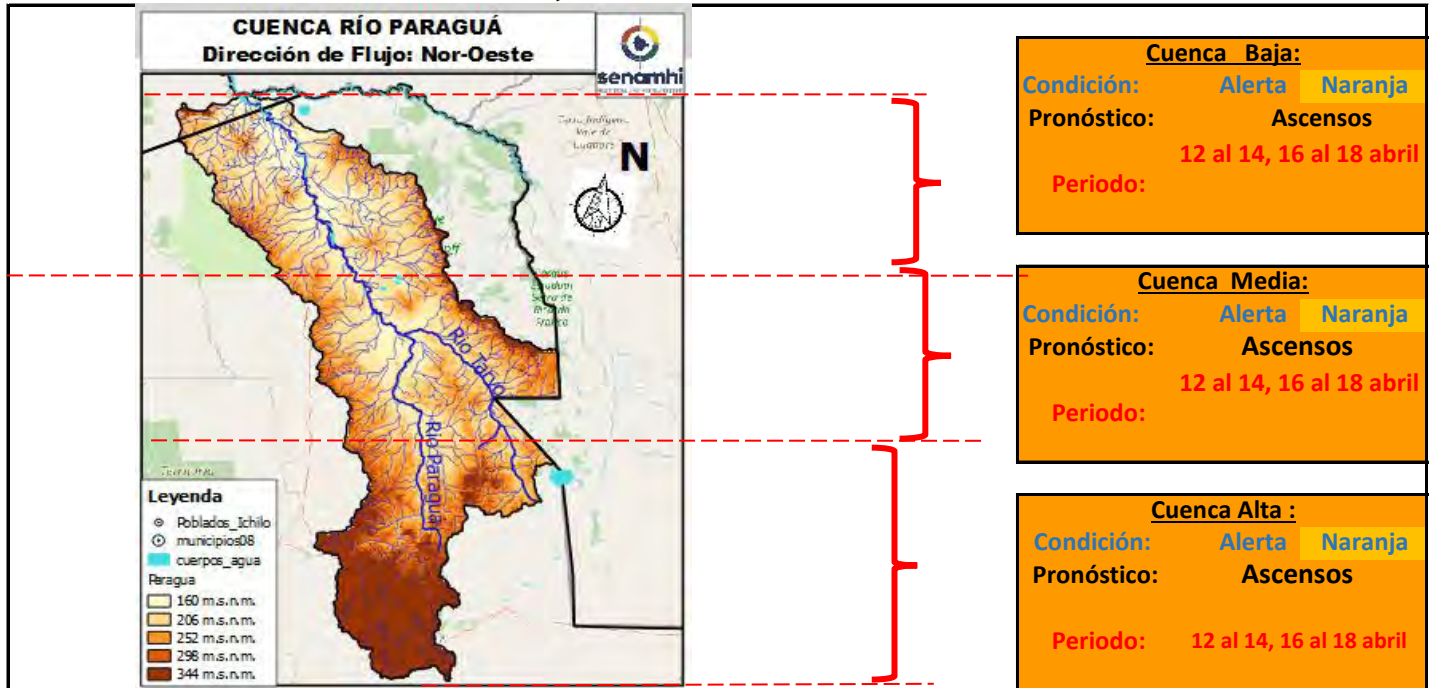 CUENCA RÍO PARAGUÁ
Dirección de Flujo: Nor-Oeste
senamhi
N
Río Tarvo
Río Paragua
Leyenda
Poblados_Ichilo
municipios08
cuerpos_agua
Paragua
160 m.s.n.m.
206 m.s.n.m.
252 m.s.n.m.
298 m.s.n.m.
344 m.s.n.m.
Cuenca Baja:
Condición: Alerta Naranja
Pronóstico: Ascensos
12 al 14, 16 al 18 abril
Periodo:
Cuenca Media:
Condición: Alerta Naranja
Pronóstico: Ascensos
12 al 14, 16 al 18 abril
Periodo:
Cuenca Alta :
Condición: Alerta Naranja
Pronóstico: Ascensos
Periodo: 12 al 14, 16 al 18 abril